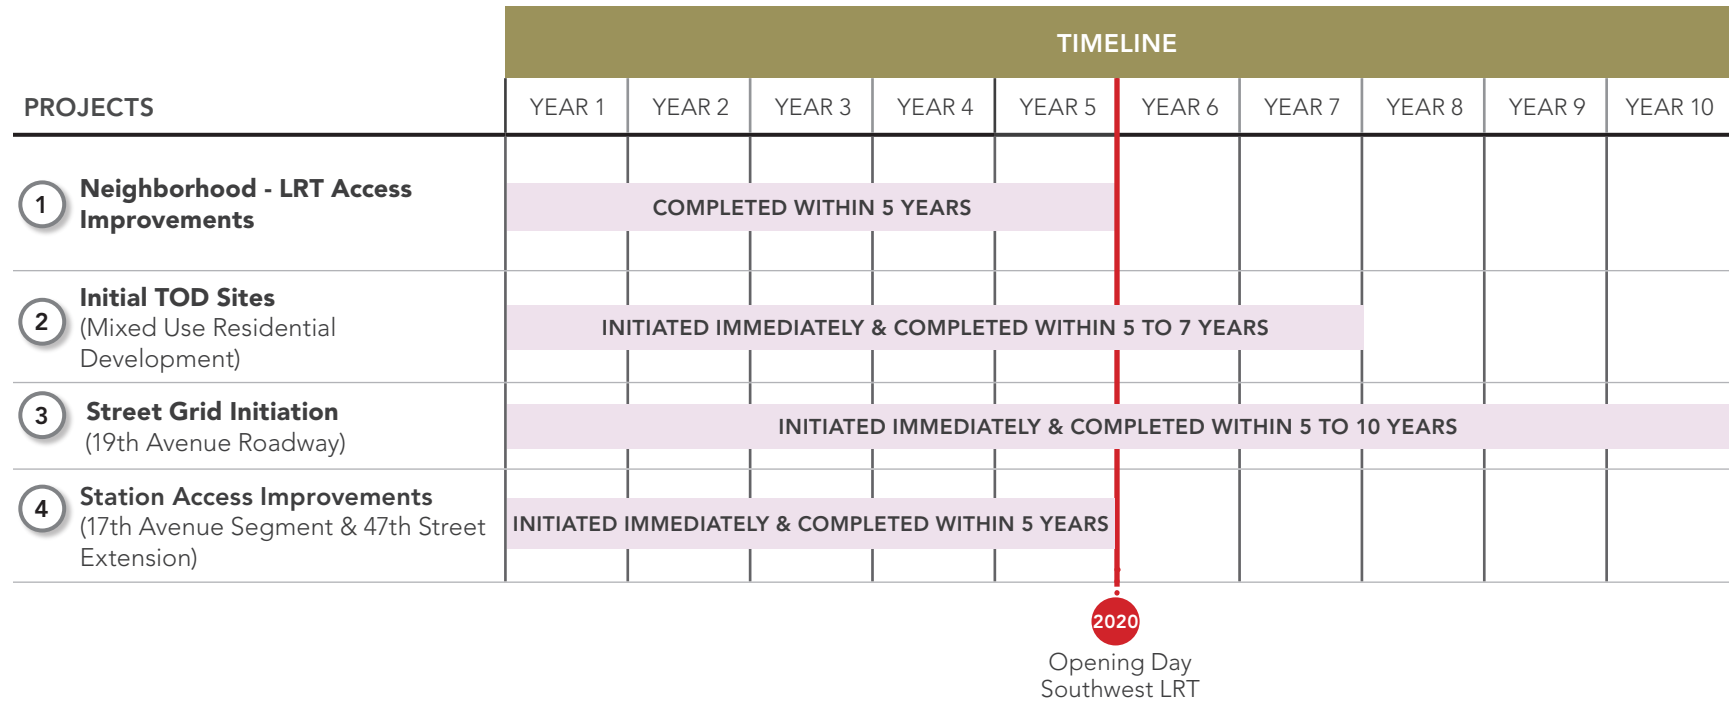 TIMELINE
PROJECTS YEAR 1 YEAR 2 YEAR 3 YEAR 4 YEAR 5 YEAR 6 YEAR 7 YEAR 8 YEAR 9 YEAR 10
1 Neighborhood - LRT Access
Improvements
COMPLETED WITHIN 5 YEARS
2 Initial TOD Sites
(Mixed Use Residential
Development)
INITIATED IMMEDIATELY & COMPLETED WITHIN 5 TO 7 YEARS
3 Street Grid Initiation
(19th Avenue Roadway)
INITIATED IMMEDIATELY & COMPLETED WITHIN 5 TO 10 YEARS
4 Station Access Improvements
(17th Avenue Segment & 47th Street
Extension)
INITIATED IMMEDIATELY & COMPLETED WITHIN 5 YEARS
2020
Opening Day
Southwest LRT